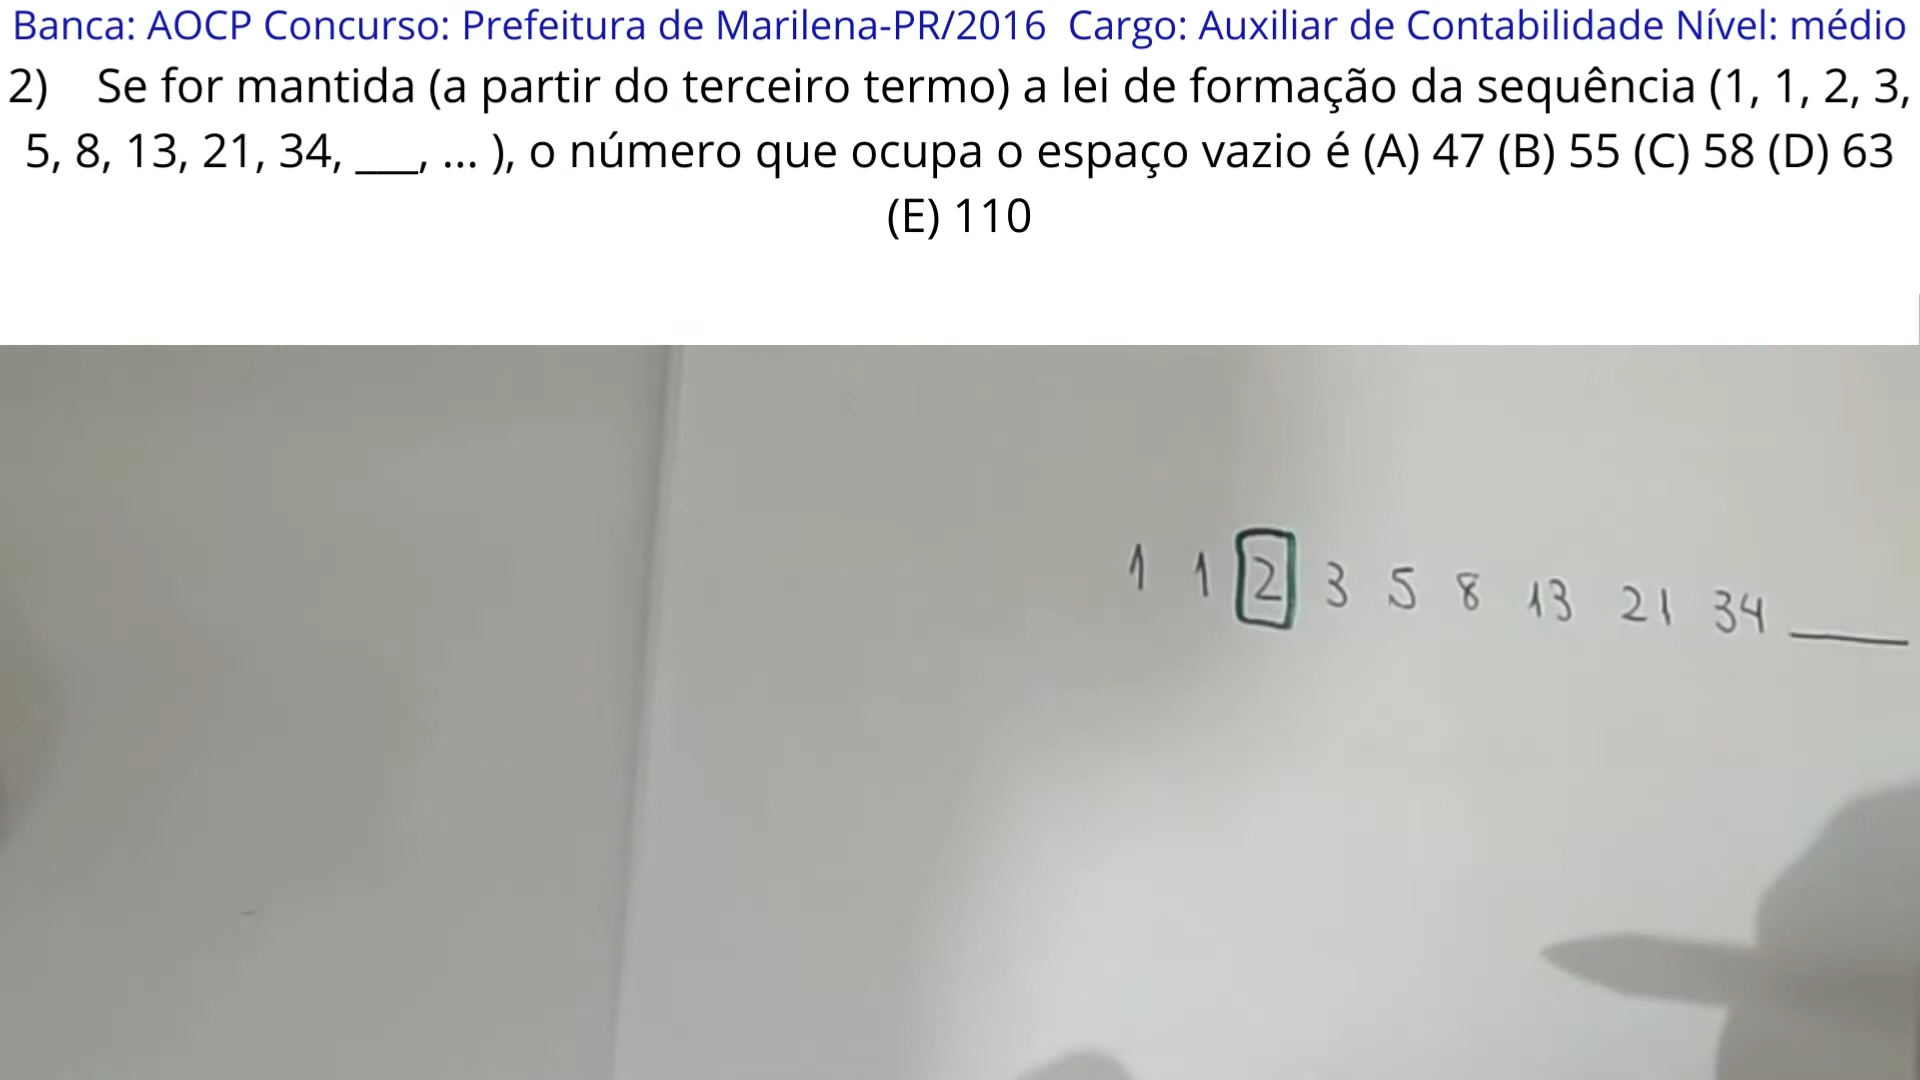 Banca: AOCP Concurso: Prefeitura de Marilena-PR/2016 Cargo: Auxiliar de Contabilidade Nível: médio
2) Se for mantida (a partir do terceiro termo) a lei de formação da sequência (1, 1, 2, 3,
5, 8, 13, 21, 34, ___, ... ), o número que ocupa o espaço vazio é (A) 47 (B) 55 (C) 58 (D) 63
(E) 110
1 1 2 3 5 8 13 21 34 ____